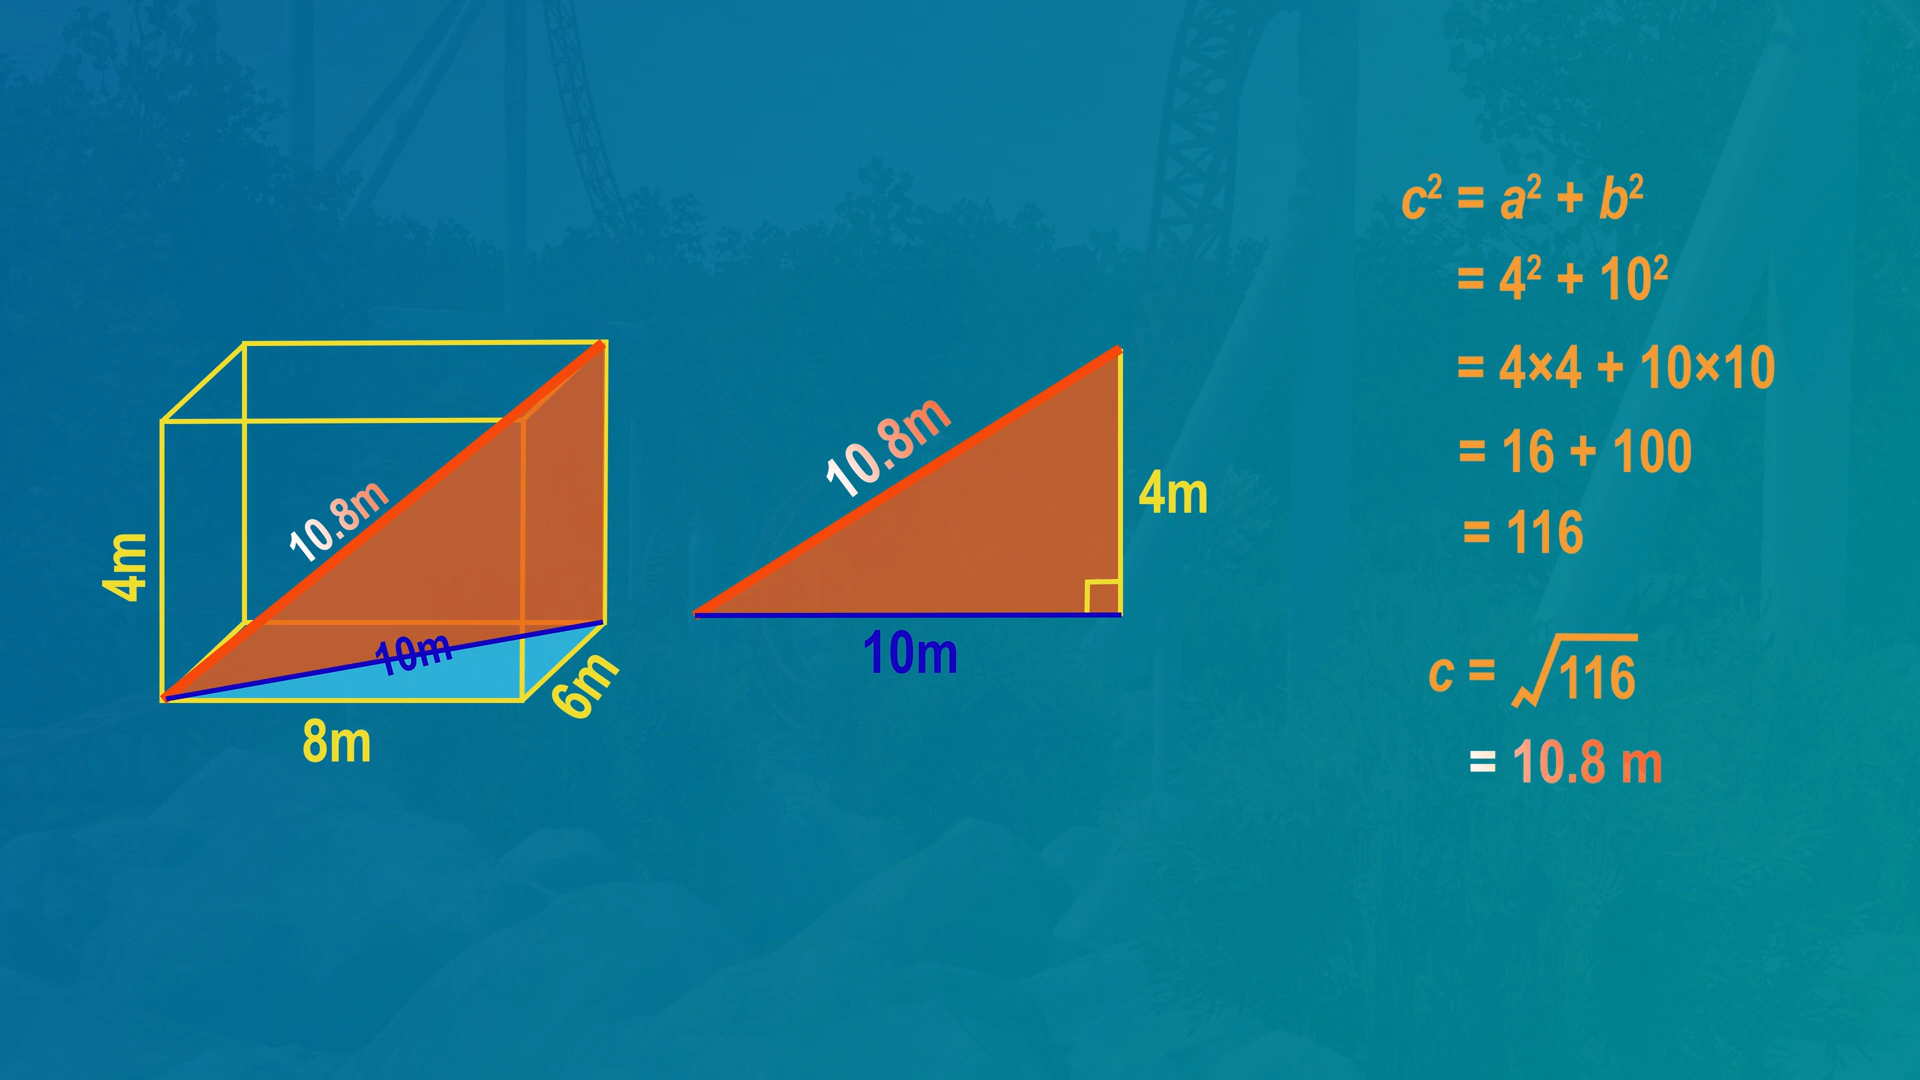 4m
10.8m
10m
8m
6m
10.8m
4m
10m
c² = a² + b²
= 4² + 10²
= 4×4 + 10×10
= 16 + 100
= 116
c = √116
= 10.8 m